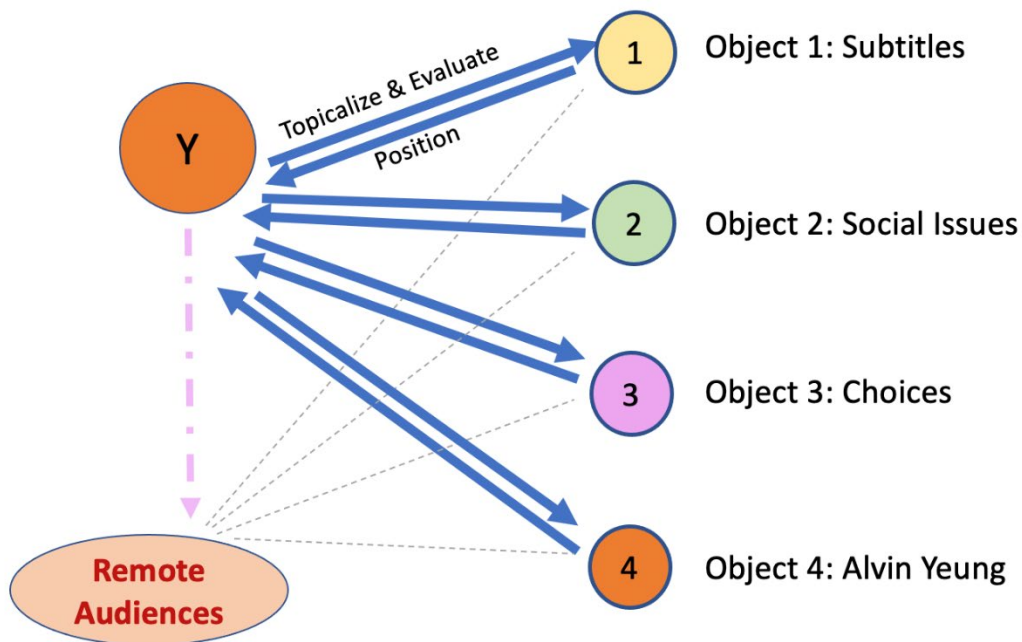 Y
Topicalize & Evaluate
Position
1
Object 1: Subtitles
2
Object 2: Social Issues
3
Object 3: Choices
4
Object 4: Alvin Yeung
Remote
Audiences